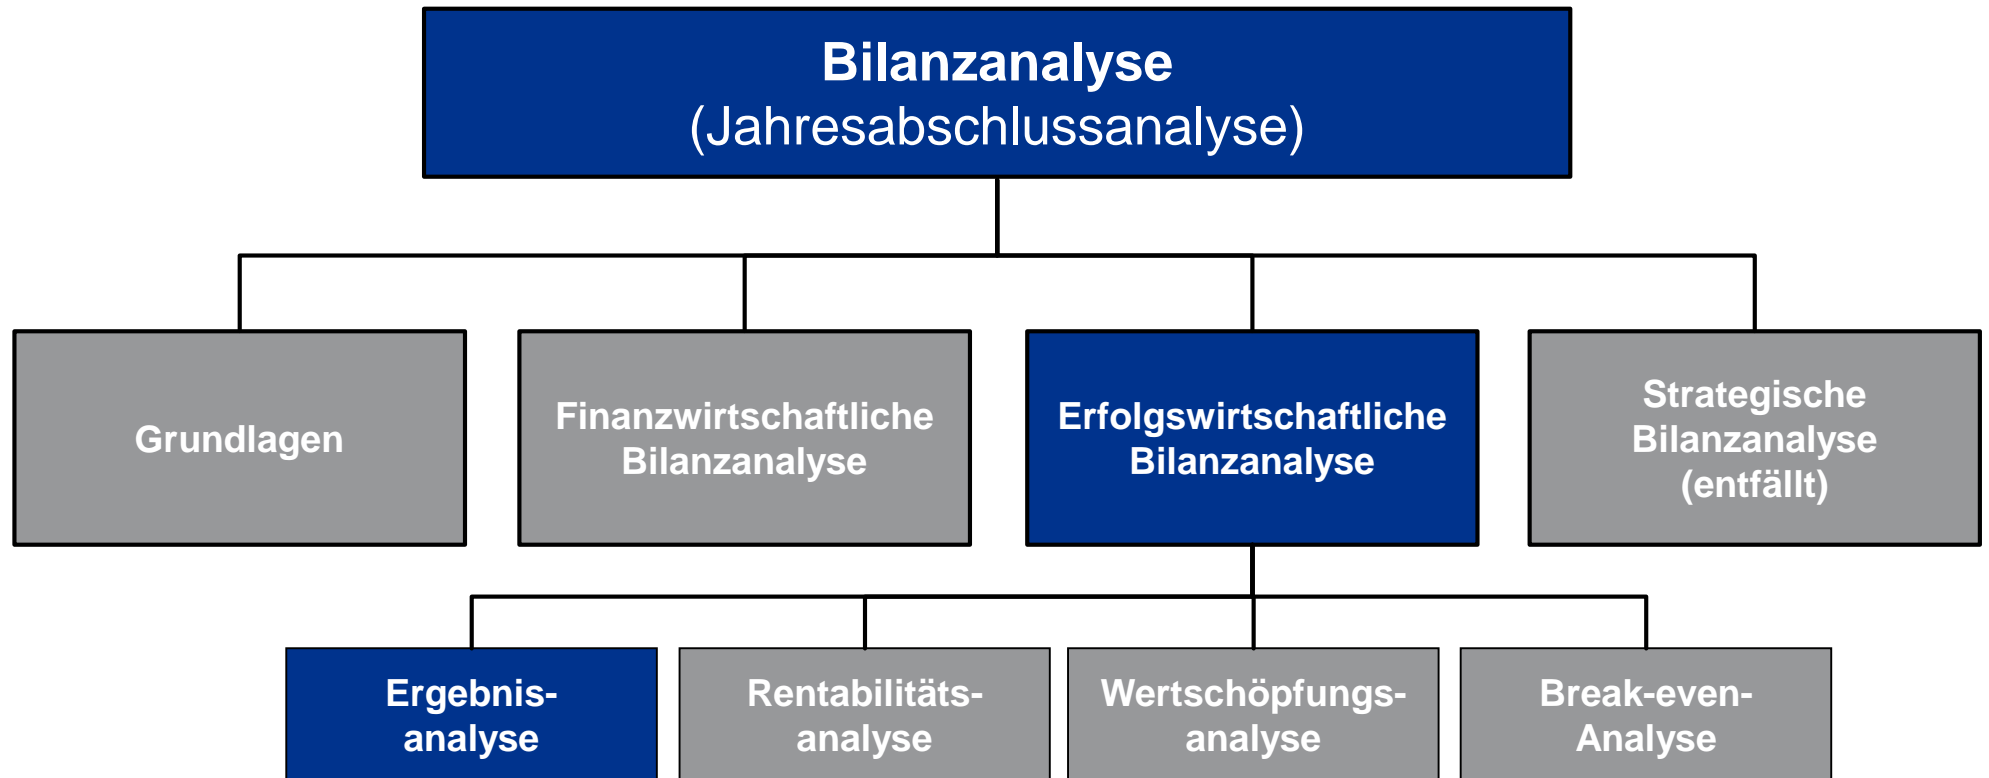 Bilanzanalyse
(Jahresabschlussanalyse)
Grundlagen
Finanzwirtschaftliche
Bilanzanalyse
Erfolgswirtschaftliche
Bilanzanalyse
Strategische
Bilanzanalyse
(entfällt)
Ergebnis-
analyse
Rentabilitäts-
analyse
Wertschöpfungs-
analyse
Break-even-
Analyse